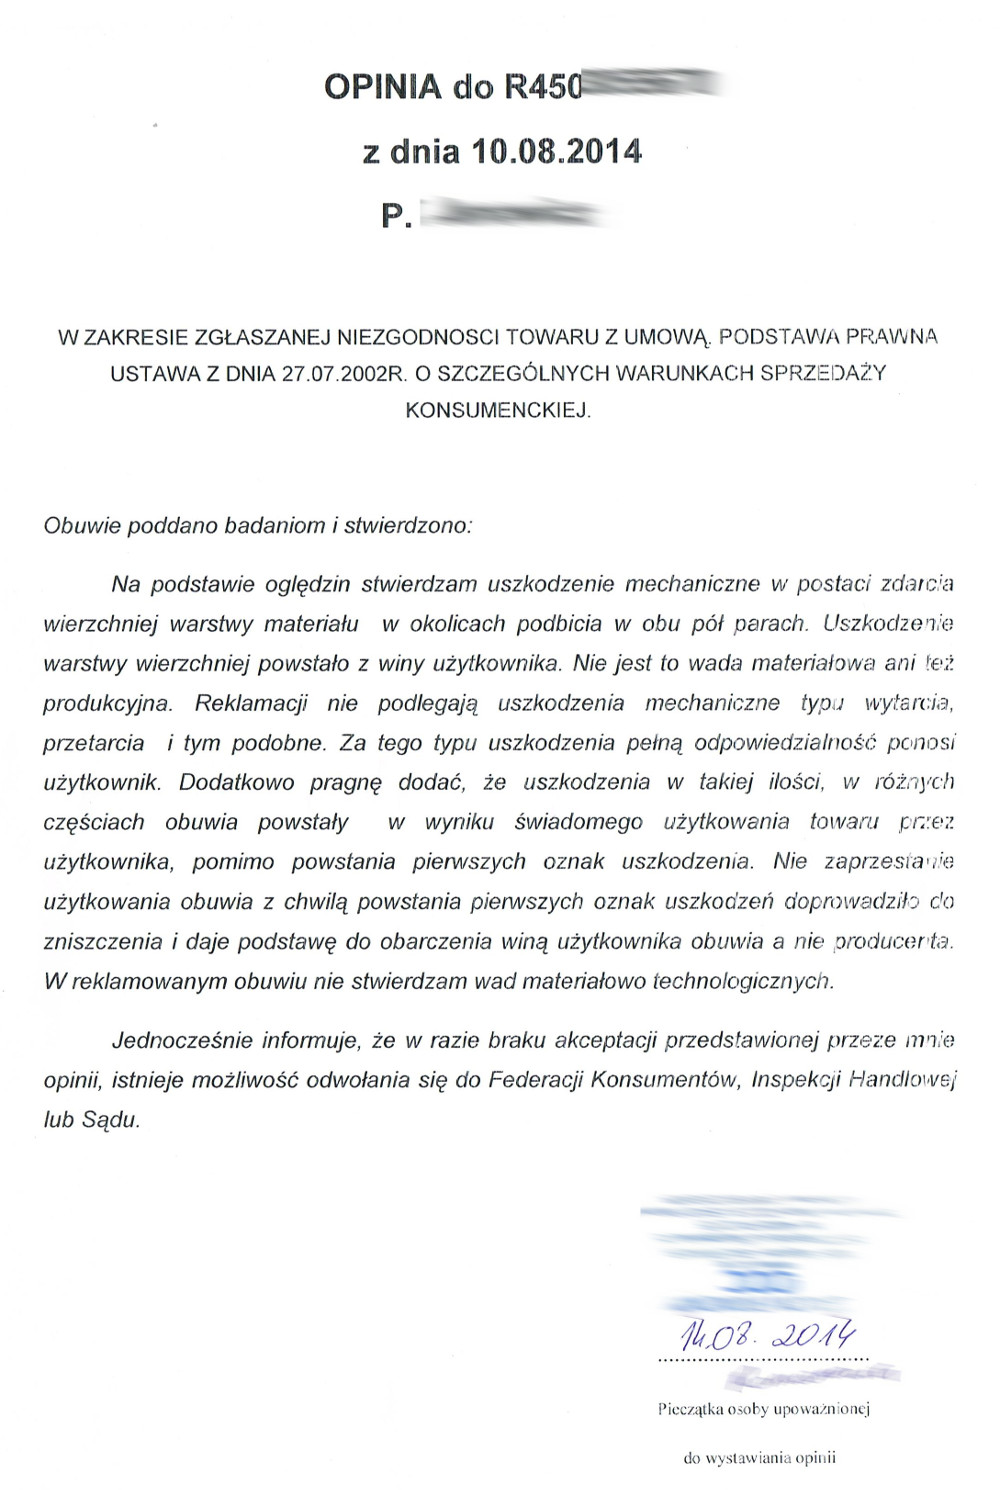 OPINIA do R450
z dnia 10.08.2014
P.
W ZAKRESIE ZGŁASZANEJ NIEZGODNOSCI TOWARU Z UMOWĄ. PODSTAWA PRAWNA
USTAWA Z DNIA 27.07.2002R. O SZCZEGÓLNYCH WARUNKACH SPRZEDAŻY
KONSUMENCKIEJ.
Obuwie poddano badaniom i stwierdzono:
Na podstawie oględzin stwierdzam uszkodzenie mechaniczne w postaci zdarcia
wierzchniej warstwy materiału w okolicach podbicia w obu pół parach. Uszkodzenie
warstwy wierzchniej powstało z winy użytkownika. Nie jest to wada materiałowa ani też
produkcyjna. Reklamacji nie podlegają uszkodzenia mechaniczne typu wytarcia,
przetarcia i tym podobne. Za tego typu uszkodzenia pełną odpowiedzialność ponosi
użytkownik. Dodatkowo pragnę dodać, że uszkodzenia w takiej ilości, w różnych
częściach obuwia powstały w wyniku świadomego użytkowania towaru przez
użytkownika, pomimo powstania pierwszych oznak uszkodzenia. Nie zaprzestanie
użytkowania obuwia z chwilą powstania pierwszych oznak uszkodzeń doprowadziło do
zniszczenia i daje podstawę do obarczenia winą użytkownika obuwia a nie producenta.
W reklamowanym obuwiu nie stwierdzam wad materiałowo technologicznych.
Jednocześnie informuje, że w razie braku akceptacji przedstawionej przeze mnie
opinii, istnieje możliwość odwołania się do Federacji Konsumentów, Inspekcji Handlowej
lub Sądu.
14.08. 2014
Pieczątka osoby upoważnionej
do wystawiania opinii